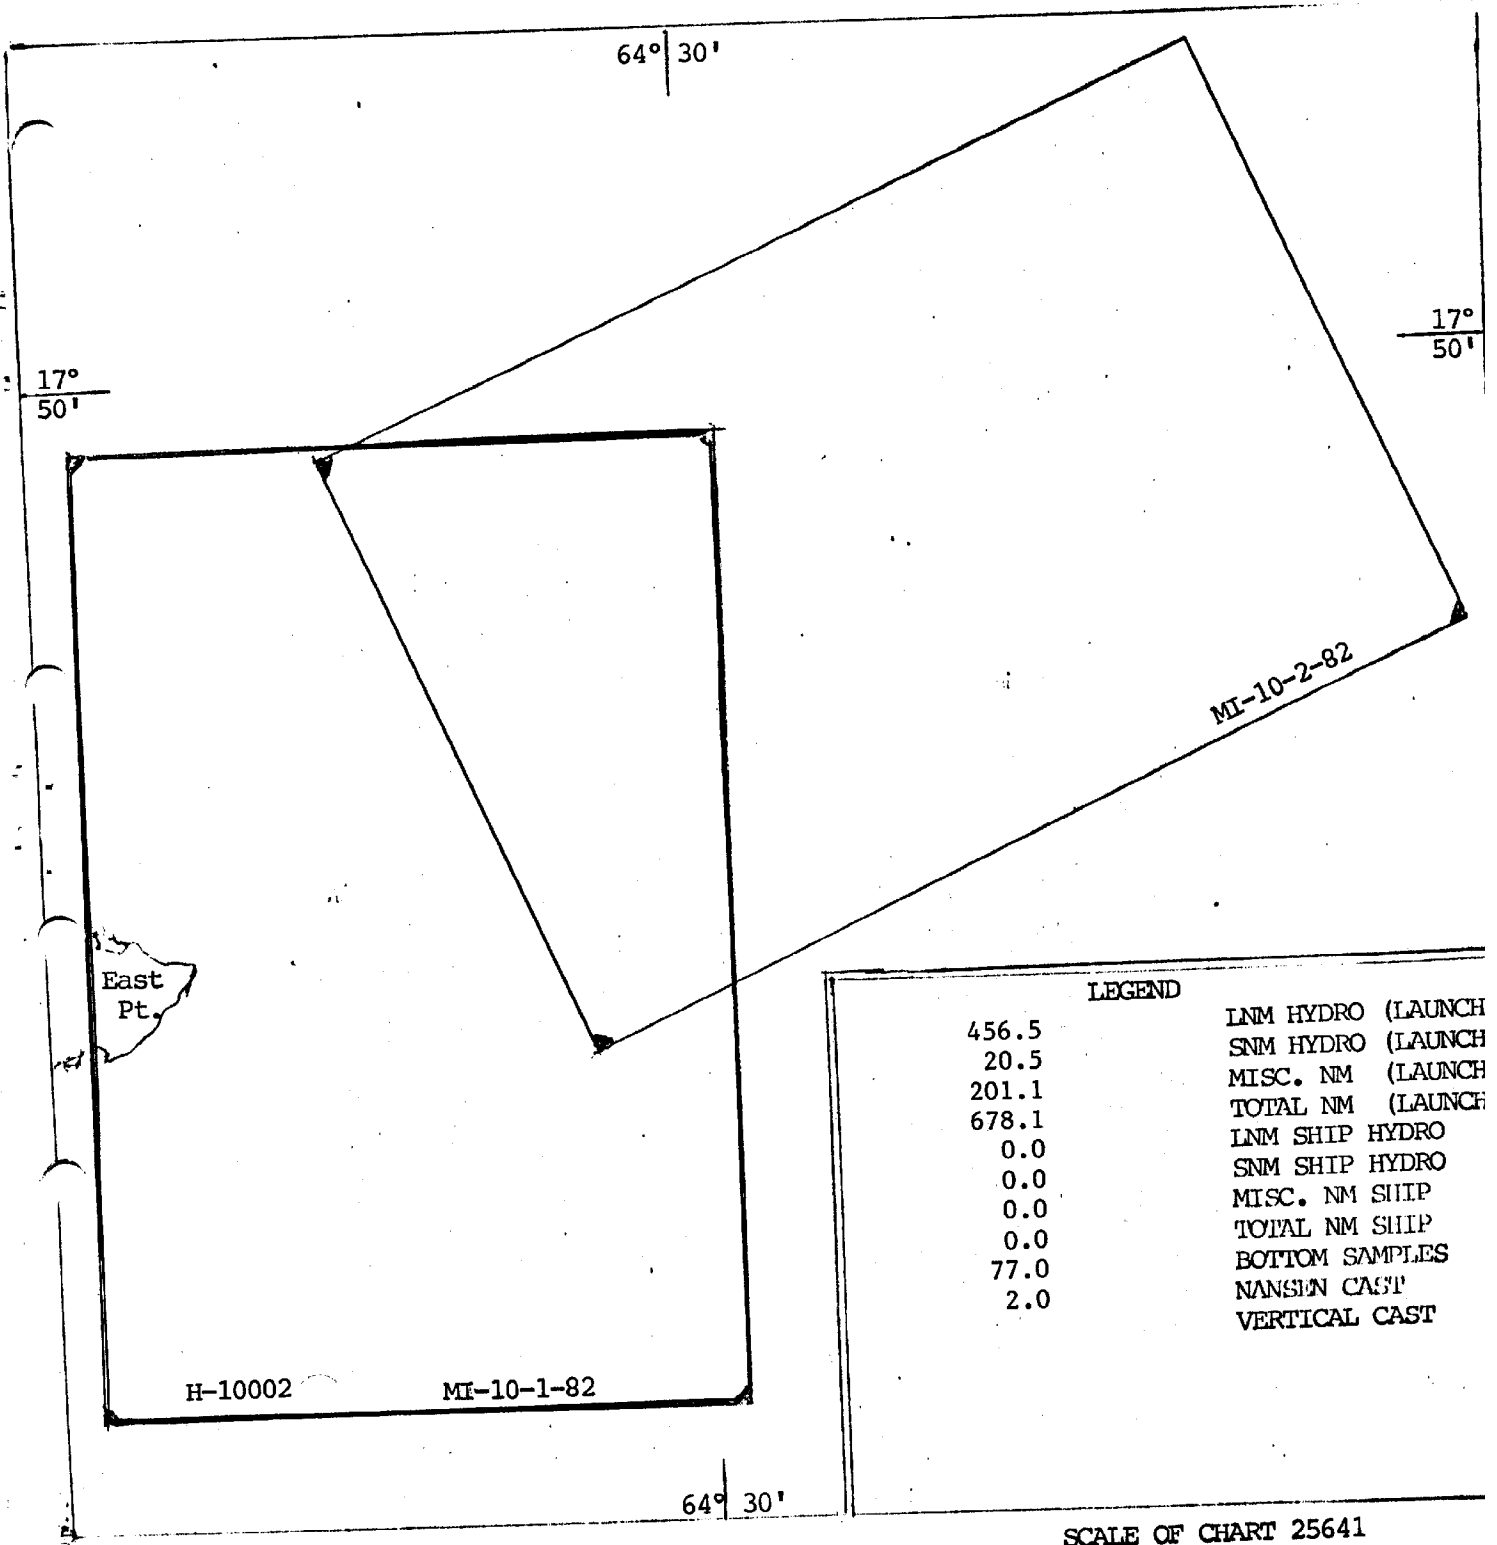 64° 30'
17°
50'
17°
50'
MI-10-2-82
East
Pt.
LEGEND
456.5 LNM HYDRO (LAUNCH
20.5 SNM HYDRO (LAUNCH
201.1 MISC. NM (LAUNCH
678.1 TOTAL NM (LAUNCH
0.0 LNM SHIP HYDRO
0.0 SNM SHIP HYDRO
0.0 MISC. NM SHIP
0.0 TOTAL NM SHIP
77.0 BOTTOM SAMPLES
2.0 NANSEN CAST
VERTICAL CAST
H-10002 MI-10-1-82
64° 30'
SCALE OF CHART 25641